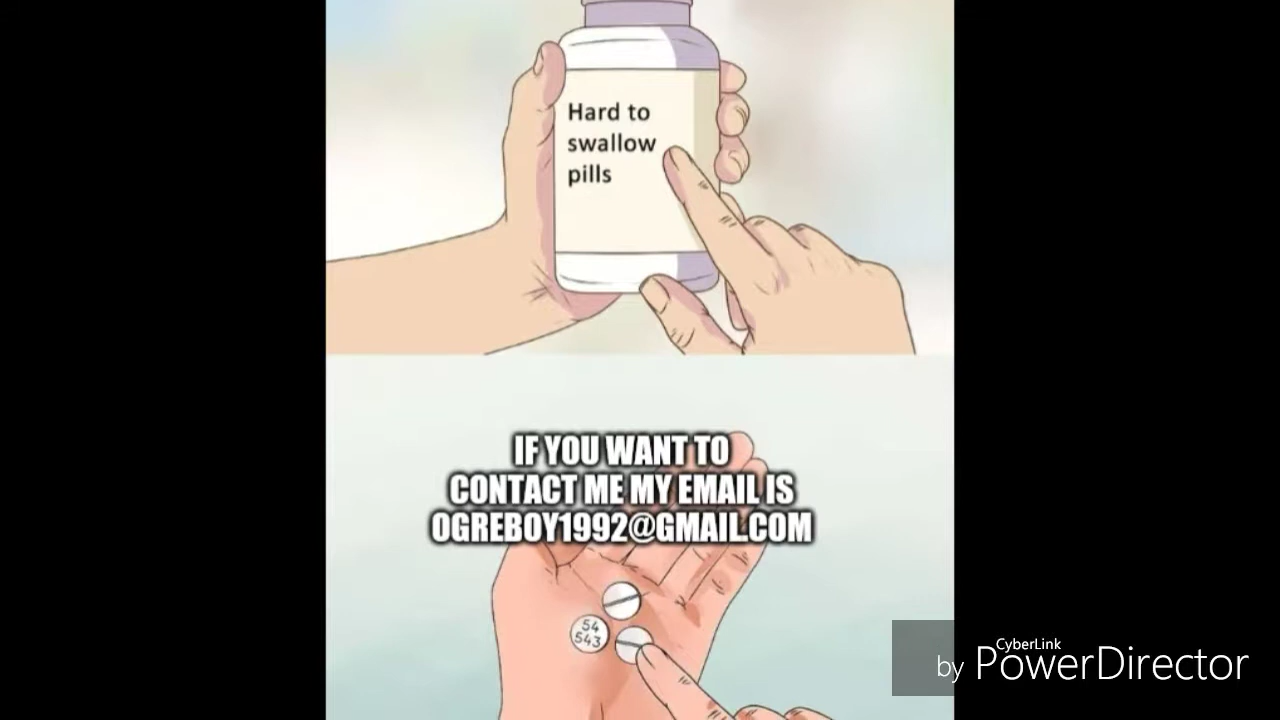 Hard to
swallow
pills
IF YOU WANT TO
CONTACT ME MY EMAIL IS
OGREBOY1992@GMAIL.COM
54
543
CyberLink
by PowerDirector